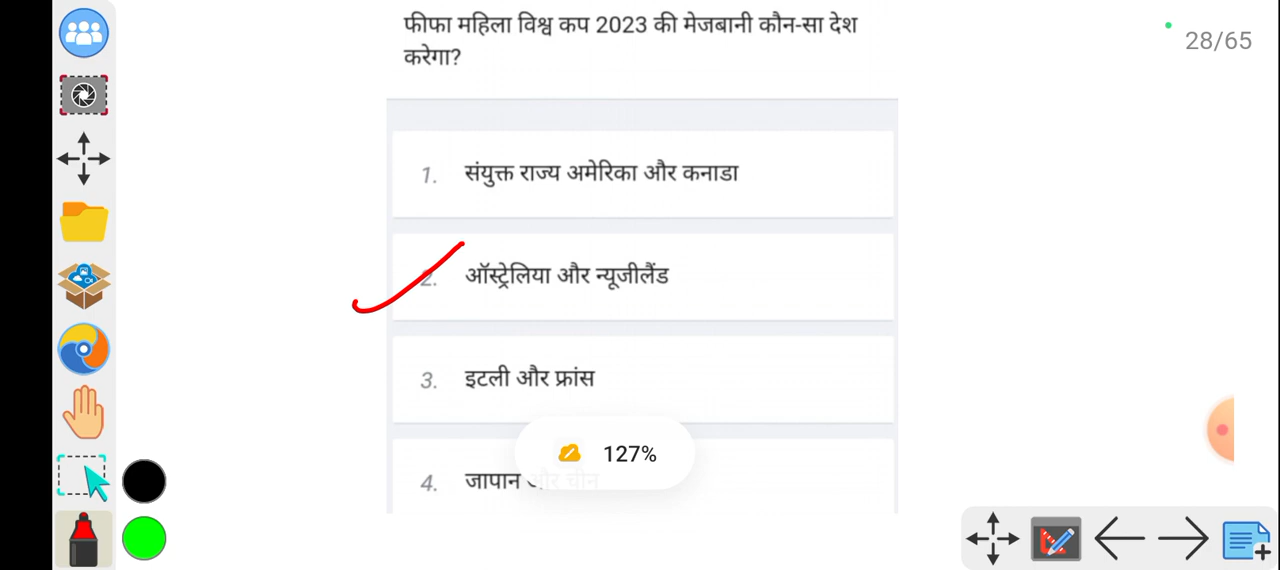 फीफा महिला विश्व कप 2023 की मेजबानी कौन-सा देश
करेगा?
28/65
1. संयुक्त राज्य अमेरिका और कनाडा
2. ऑस्ट्रेलिया और न्यूजीलैंड
3. इटली और फ्रांस
127%
4. जापान और चीन